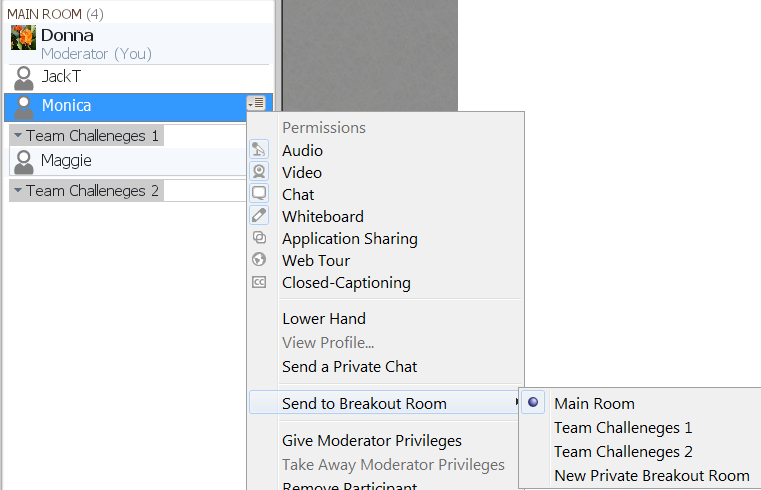 MAIN ROOM (4)
Donna
Moderator (You)
JackT
Monica
Team Challeneges 1
Maggie
Team Challeneges 2
Permissions
Audio
Video
Chat
Whiteboard
Application Sharing
Web Tour
CC Closed-Captioning
Lower Hand
View Profile...
Send a Private Chat
Send to Breakout Room
Give Moderator Privileges
Take Away Moderator Privileges
Remove Participant
Main Room
Team Challeneges 1
Team Challeneges 2
New Private Breakout Room